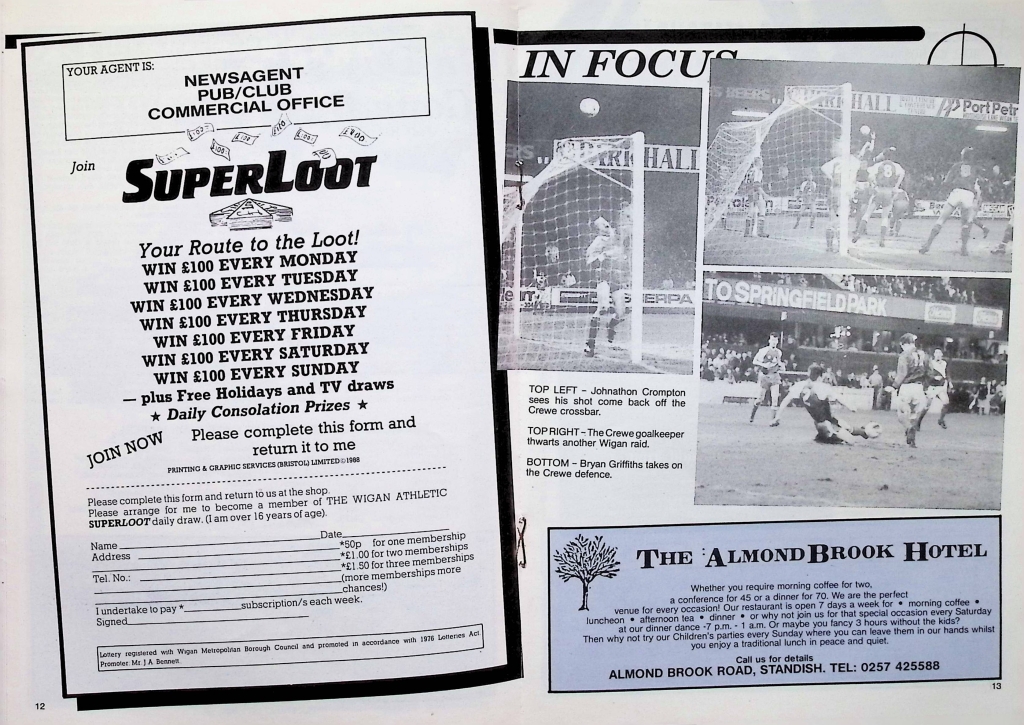 YOUR AGENT IS:
NEWSAGENT
PUB/CLUB
COMMERCIAL OFFICE
Join
SUPERLOOT
Your Route to the Loot!
WIN £100 EVERY MONDAY
WIN £100 EVERY TUESDAY
WIN £100 EVERY WEDNESDAY
WIN £100 EVERY THURSDAY
WIN £100 EVERY FRIDAY
WIN £100 EVERY SATURDAY
WIN £100 EVERY SUNDAY
— plus Free Holidays and TV draws
★ Daily Consolation Prizes ★
JOIN NOW
Please complete this form and
return it to me
PRINTING & GRAPHIC SERVICES (BRISTOL) LIMITED © 1988
Please complete this form and return to us at the shop.
Please arrange for me to become a member of THE WIGAN ATHLETIC
SUPERLOOT daily draw. (I am over 16 years of age).
Name Date
Address *50p for one membership
*£1.00 for two memberships
Tel. No.: *£1.50 for three memberships
(more memberships more
chances!)
I undertake to pay * subscription/s each week.
Signed
Lottery registered with Wigan Metropolitan Borough Council and promoted in accordance with 1976 Lotteries Act.
Promoter: Mr. J. A. Bennett.
12
IN FOCUS
PARK HALL
SHERPA
BEERS
PARK HALL
Port Petr
TO SPRINGFIELD PARK
TOP LEFT – Johnathon Crompton
sees his shot come back off the
Crewe crossbar.
TOP RIGHT – The Crewe goalkeeper
thwarts another Wigan raid.
BOTTOM – Bryan Griffiths takes on
the Crewe defence.
THE ALMOND BROOK HOTEL
Whether you require morning coffee for two,
a conference for 45 or a dinner for 70. We are the perfect
venue for every occasion! Our restaurant is open 7 days a week for • morning coffee •
luncheon • afternoon tea • dinner • or why not join us for that special occasion every Saturday
at our dinner dance -7 p.m. - 1 a.m. Or maybe you fancy 3 hours without the kids?
Then why not try our Children's parties every Sunday where you can leave them in our hands whilst
you enjoy a traditional lunch in peace and quiet.
Call us for details
ALMOND BROOK ROAD, STANDISH. TEL: 0257 425588
13